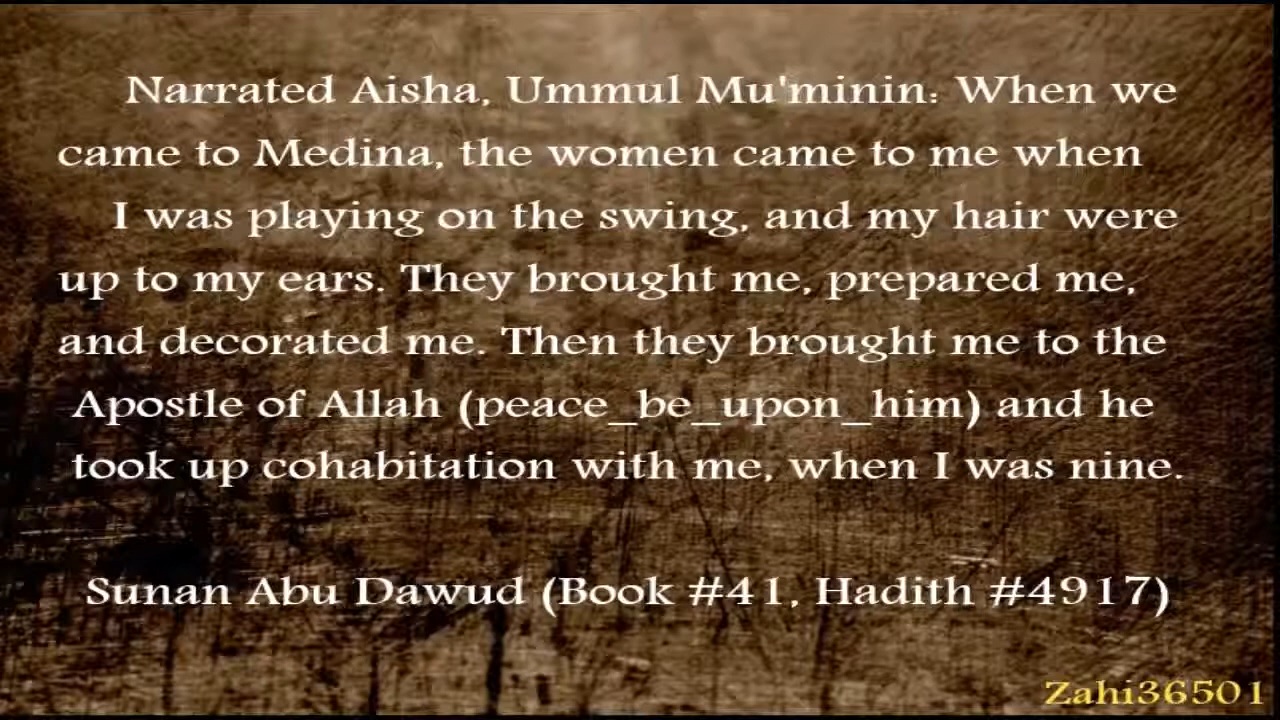 Narrated Aisha, Ummul Mu'minin: When we
came to Medina, the women came to me when
I was playing on the swing, and my hair were
up to my ears. They brought me, prepared me,
and decorated me. Then they brought me to the
Apostle of Allah (peace_be_upon_him) and he
took up cohabitation with me, when I was nine.
Sunan Abu Dawud (Book #41, Hadith #4917)
Zahi36501